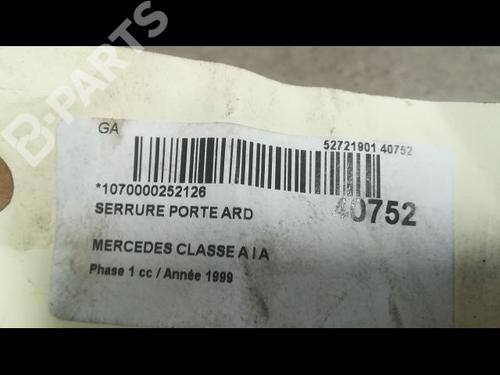 B-PARTS
GA
52721901 40752
*1070000252126
SERRURE PORTE ARD
40752
MERCEDES CLASSE A I A
Phase 1 cc / Année 1999